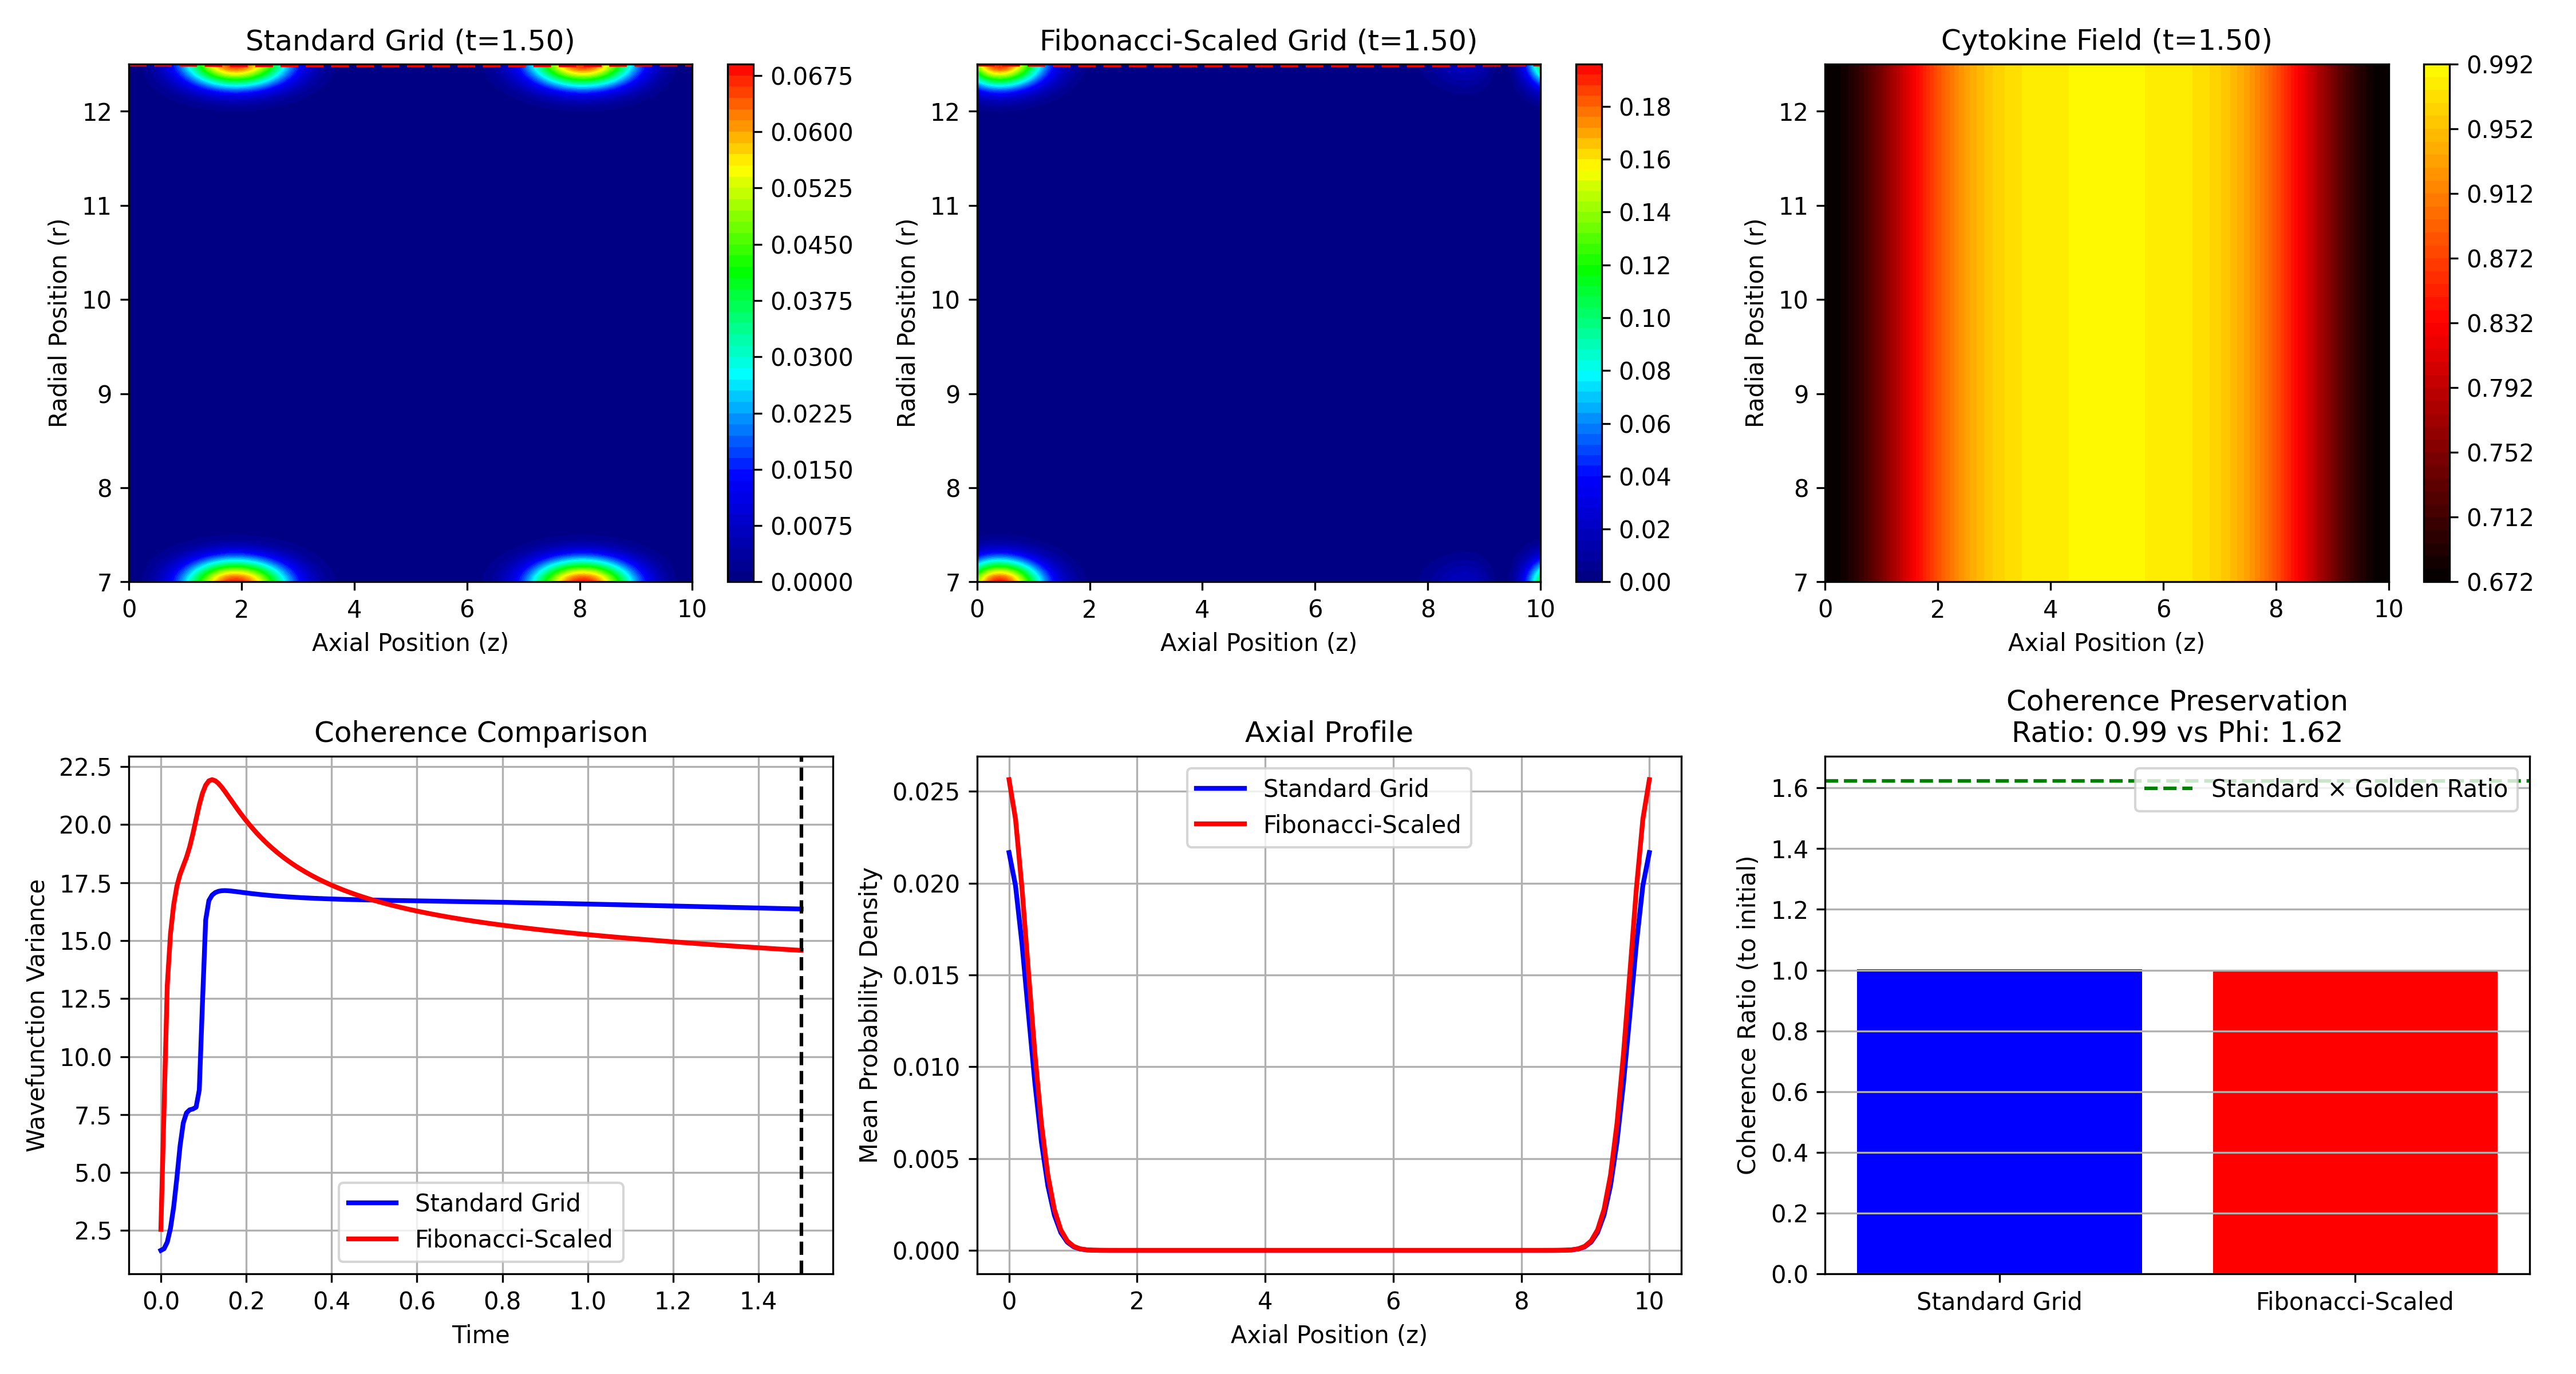 Standard Grid (t=1.50)
Radial Position (r)
12
11
10
9
8
7
0 2 4 6 8 10
Axial Position (z)
0.0675
0.0600
0.0525
0.0450
0.0375
0.0300
0.0225
0.0150
0.0075
0.0000
Fibonacci-Scaled Grid (t=1.50)
Radial Position (r)
12
11
10
9
8
7
0 2 4 6 8 10
Axial Position (z)
0.18
0.16
0.14
0.12
0.10
0.08
0.06
0.04
0.02
0.00
Cytokine Field (t=1.50)
Radial Position (r)
12
11
10
9
8
7
0 2 4 6 8 10
Axial Position (z)
0.992
0.952
0.912
0.872
0.832
0.792
0.752
0.712
0.672
Coherence Comparison
Wavefunction Variance
22.5
20.0
17.5
15.0
12.5
10.0
7.5
5.0
2.5
Standard Grid
Fibonacci-Scaled
0.0 0.2 0.4 0.6 0.8 1.0 1.2 1.4
Time
Axial Profile
Mean Probability Density
0.025
0.020
0.015
0.010
0.005
0.000
Standard Grid
Fibonacci-Scaled
0 2 4 6 8 10
Axial Position (z)
Coherence Preservation
Ratio: 0.99 vs Phi: 1.62
Coherence Ratio (to initial)
1.6
1.4
1.2
1.0
0.8
0.6
0.4
0.2
0.0
Standard × Golden Ratio
Standard Grid Fibonacci-Scaled